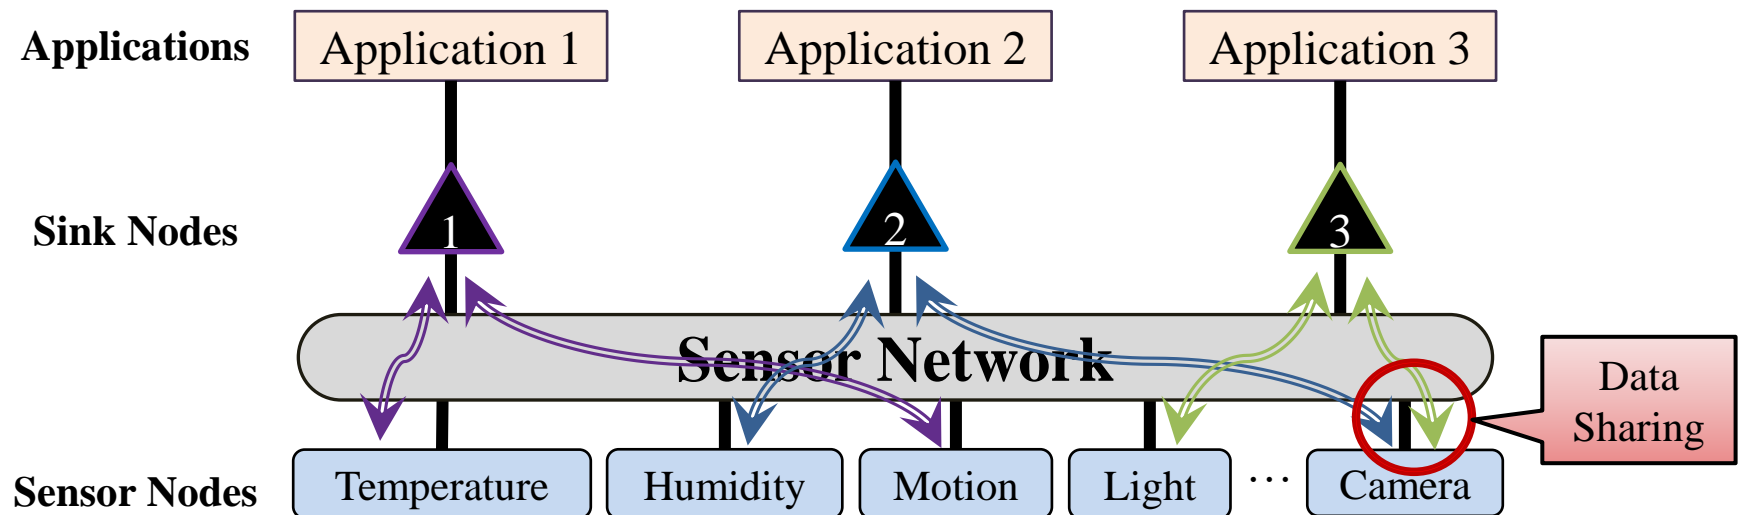 Applications
Application 1
Application 2
Application 3
Sink Nodes
1
2
3
Sensor Network
Data
Sharing
Sensor Nodes
Temperature
Humidity
Motion
Light
...
Camera